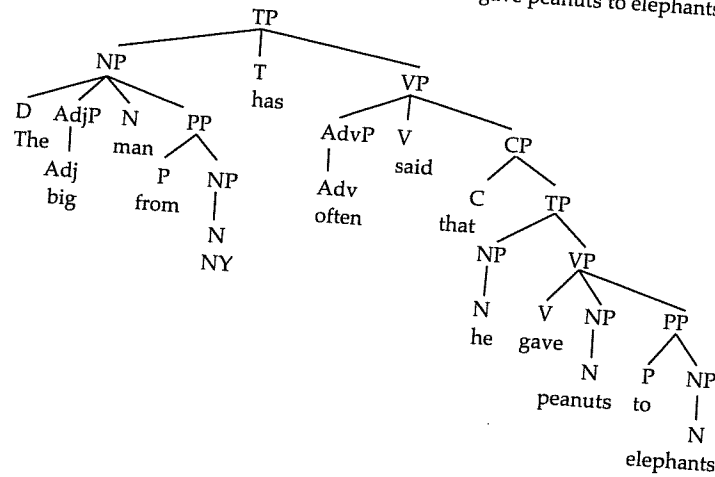 gave peanuts to elephants
TP
NP T VP
has
D AdjP N PP AdvP V CP
The man said
Adj P NP Adv C TP
big from often that
N NP VP
NY
N V NP PP
he gave
N P NP
peanuts to
N
elephants